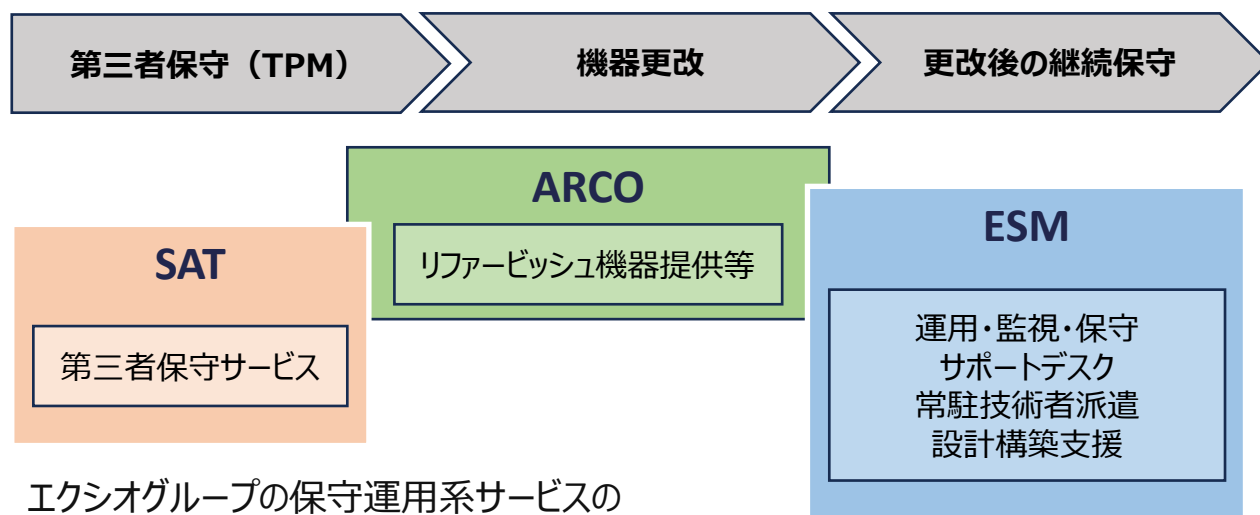 第三者保守（TPM）
機器更改
更改後の継続保守
ARCO
リファービッシュ機器提供等
SAT
第三者保守サービス
ESM
運用・監視・保守
サポートデスク
常駐技術者派遣
設計構築支援
エクシオグループの保守運用系サービスの